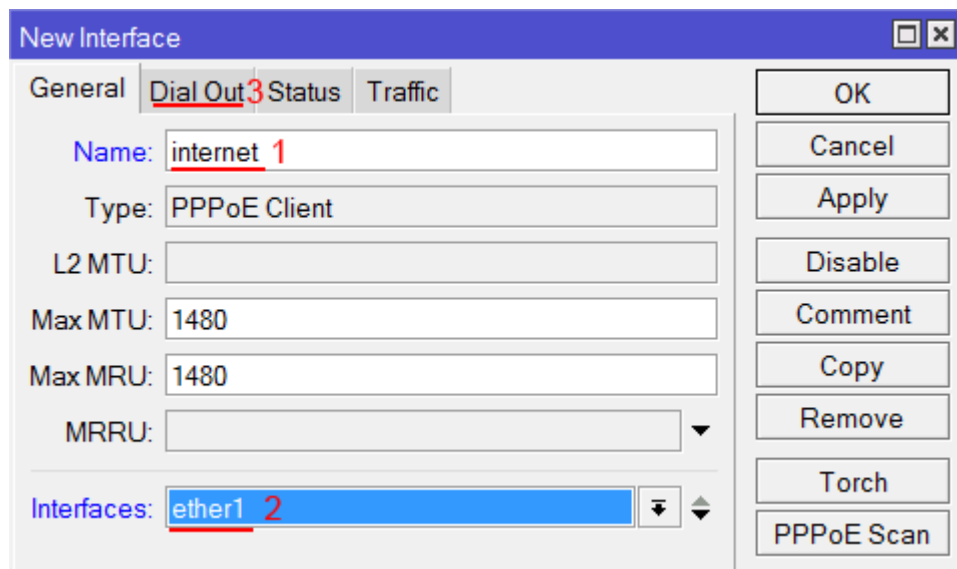 New Interface
General Dial Out 3 Status Traffic
Name: internet 1
Type: PPPoE Client
L2 MTU:
Max MTU: 1480
Max MRU: 1480
MRRU:
Interfaces: ether1 2
OK
Cancel
Apply
Disable
Comment
Copy
Remove
Torch
PPPoE Scan